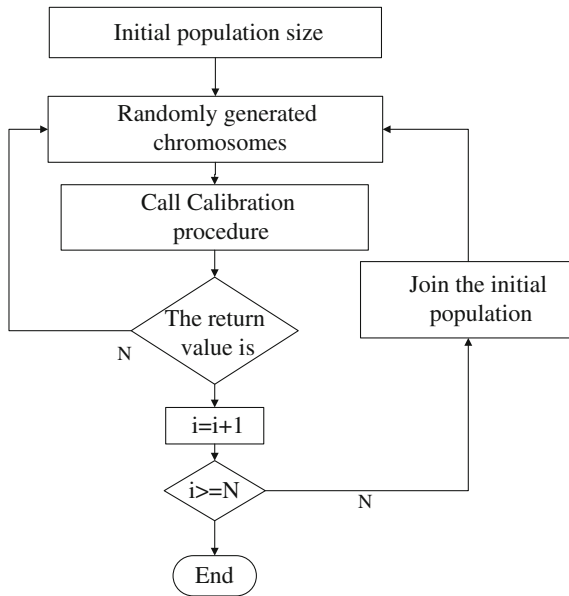 Initial population size
Randomly generated
chromosomes
Call Calibration
procedure
Join the initial
population
The return
value is
N
i=i+1
i>=N
N
End